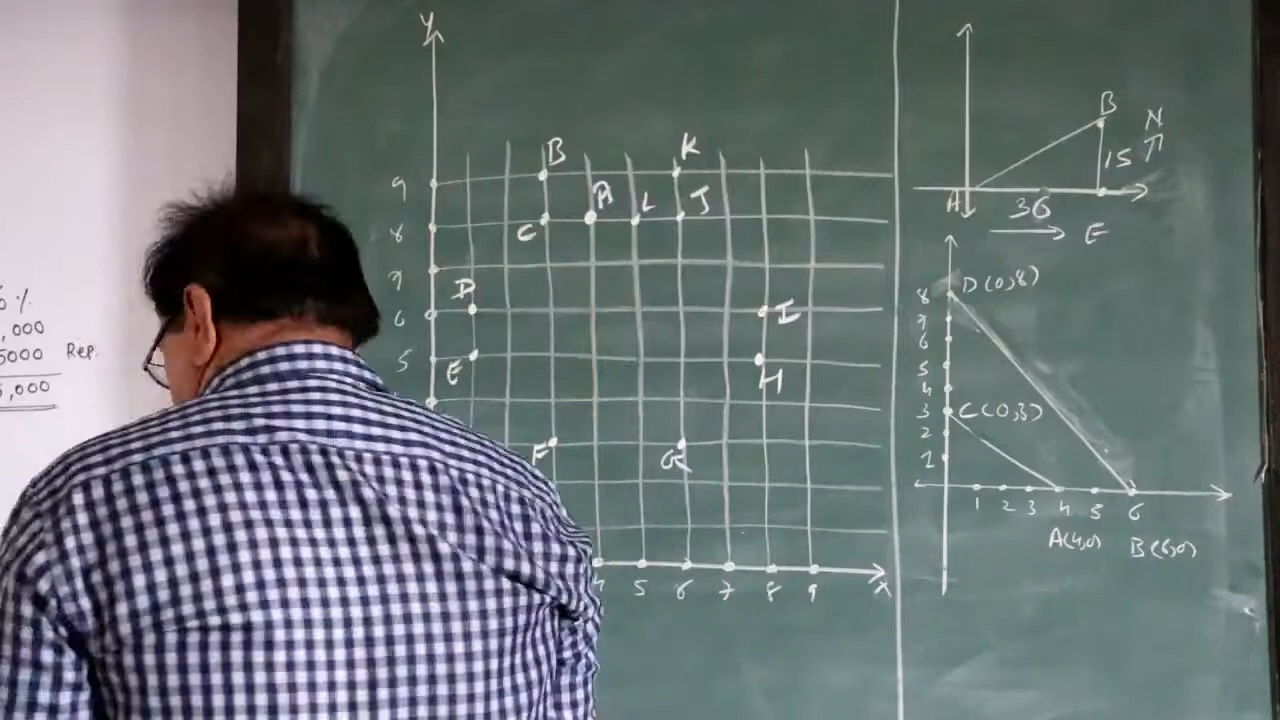 %
,000
5000 Rep.
5,000
Y
B
K
9
A
L
J
8
C
7
D
6
I
5
E
H
F
G
4 5 6 7 8 9 X
B
N
15
A
36
E
8 D(0,8)
7
6
5
4
3 C(0,3)
2
1
1 2 3 4 5 6
A(4,0) B(6,0)